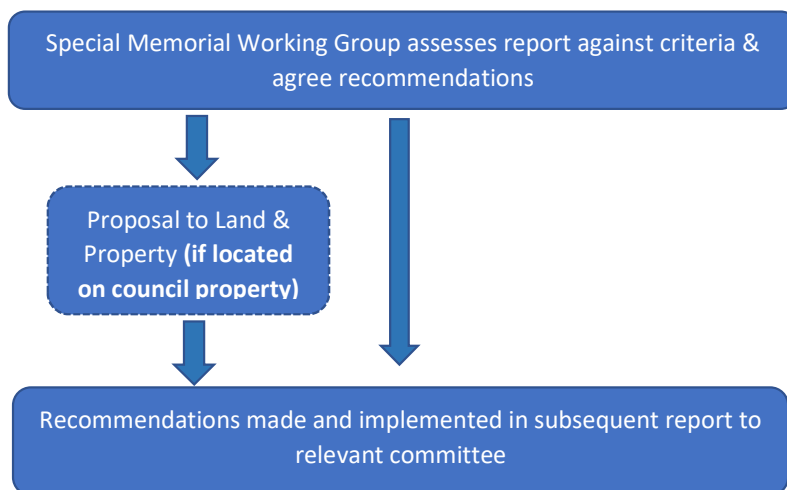 Special Memorial Working Group assesses report against criteria &
agree recommendations
Proposal to Land &
Property (if located
on council property)
Recommendations made and implemented in subsequent report to
relevant committee